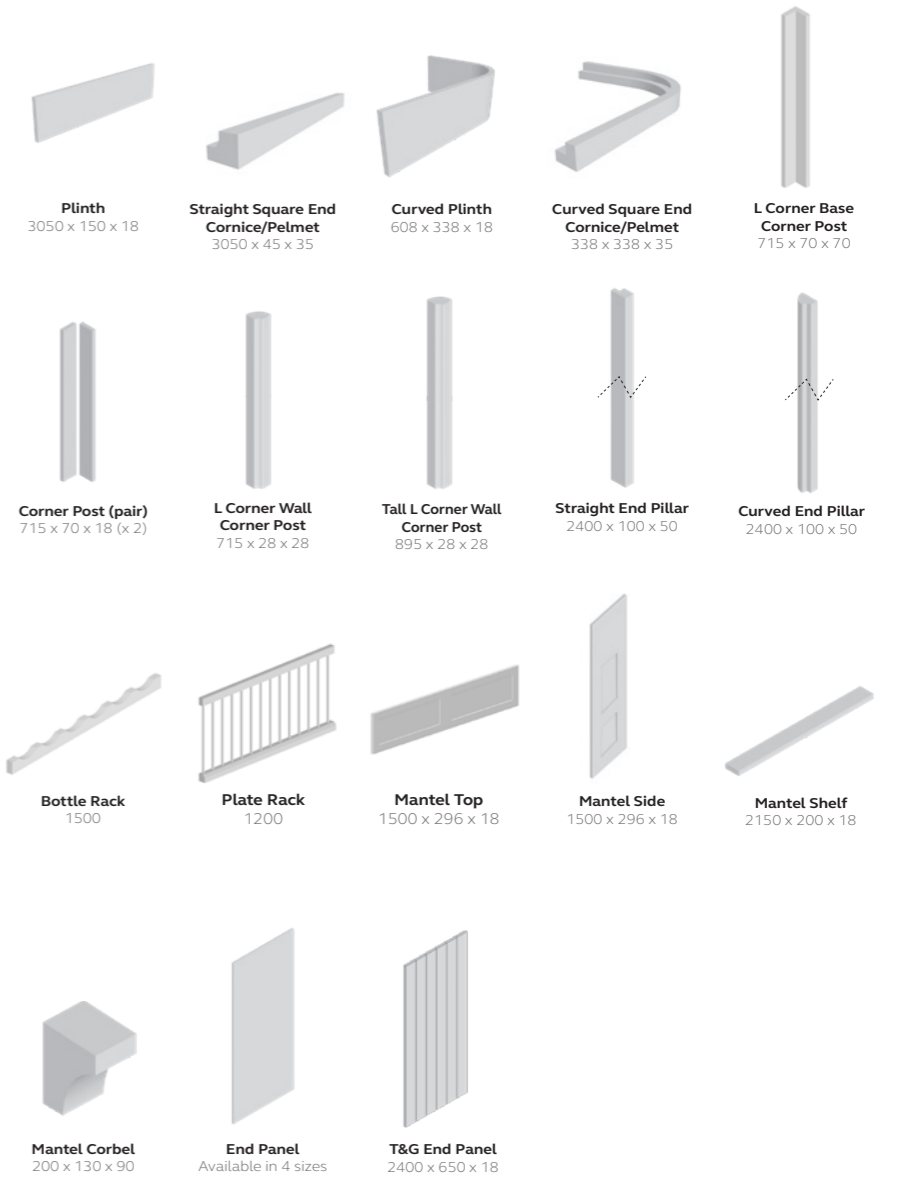 Plinth
3050 x 150 x 18
Straight Square End
Cornice/Pelmet
3050 x 45 x 35
Curved Plinth
608 x 338 x 18
Curved Square End
Cornice/Pelmet
338 x 338 x 35
L Corner Base
Corner Post
715 x 70 x 70
Corner Post (pair)
715 x 70 x 18 (x 2)
L Corner Wall
Corner Post
715 x 28 x 28
Tall L Corner Wall
Corner Post
895 x 28 x 28
Straight End Pillar
2400 x 100 x 50
Curved End Pillar
2400 x 100 x 50
Bottle Rack
1500
Plate Rack
1200
Mantel Top
1500 x 296 x 18
Mantel Side
1500 x 296 x 18
Mantel Shelf
2150 x 200 x 18
Mantel Corbel
200 x 130 x 90
End Panel
Available in 4 sizes
T&G End Panel
2400 x 650 x 18